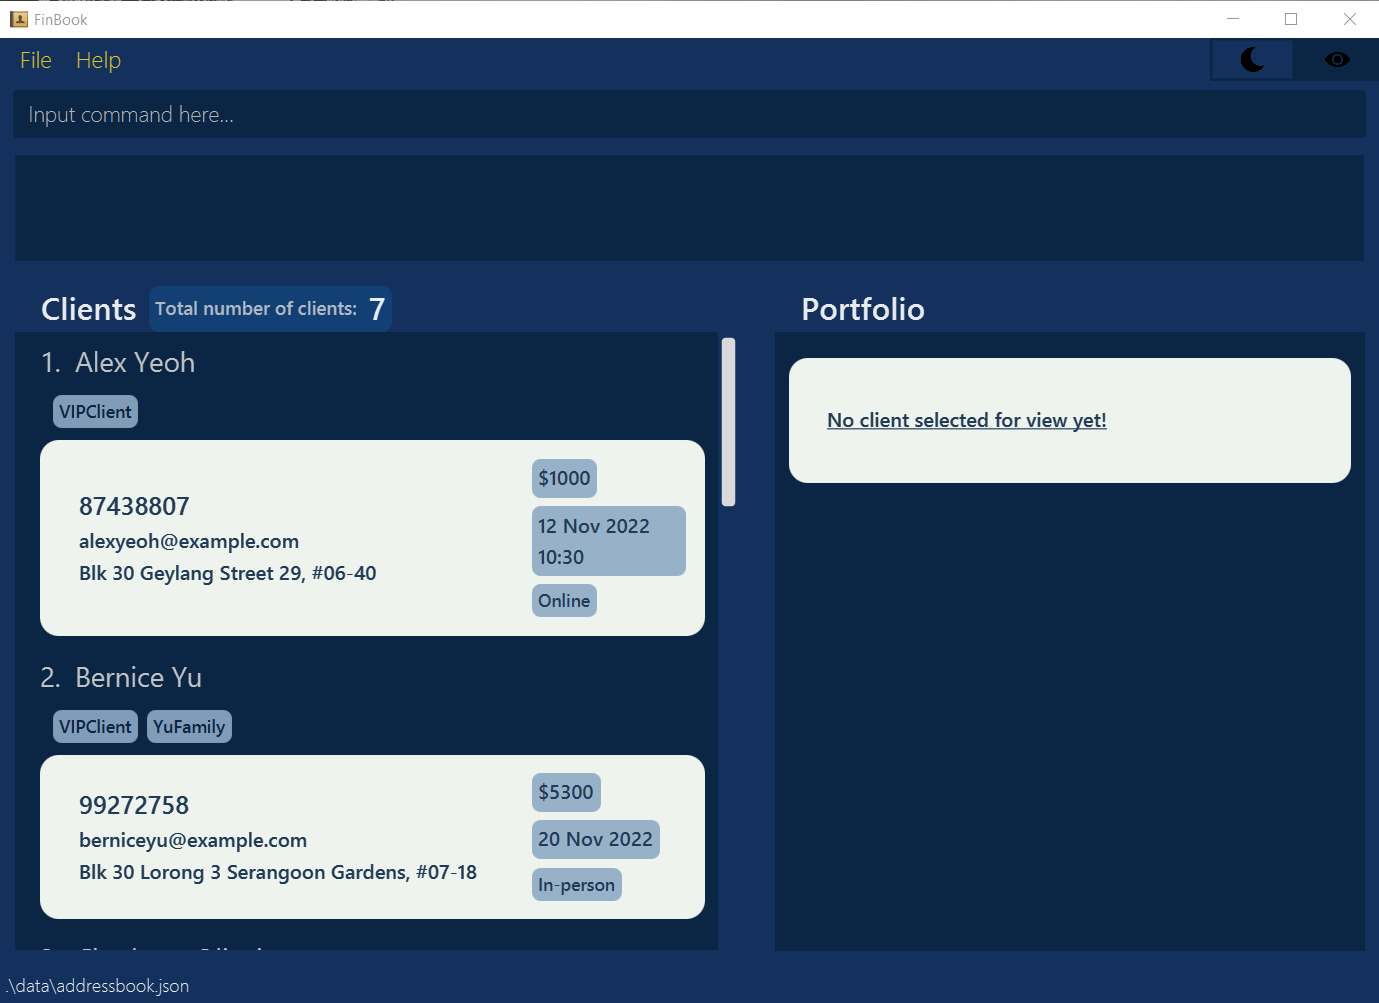 FinBook
File Help
Input command here...
Clients Total number of clients: 7
Portfolio
1. Alex Yeoh
VIPClient
87438807
alexyeoh@example.com
Blk 30 Geylang Street 29, #06-40
$1000
12 Nov 2022
10:30
Online
2. Bernice Yu
VIPClient YuFamily
99272758
berniceyu@example.com
Blk 30 Lorong 3 Serangoon Gardens, #07-18
$5300
20 Nov 2022
In-person
No client selected for view yet!
.\data\addressbook.json